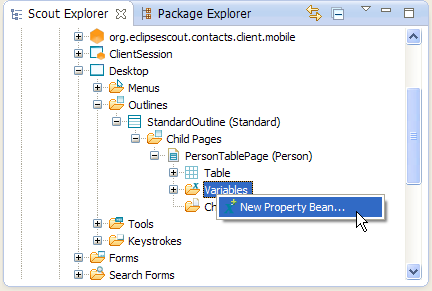 Scout Explorer
Package Explorer
org.eclipsescout.contacts.client.mobile
ClientSession
Desktop
Menus
Outlines
StandardOutline (Standard)
Child Pages
PersonTablePage (Person)
Table
Variables
New Property Bean...
Tools
Keystrokes
Forms
Search Forms